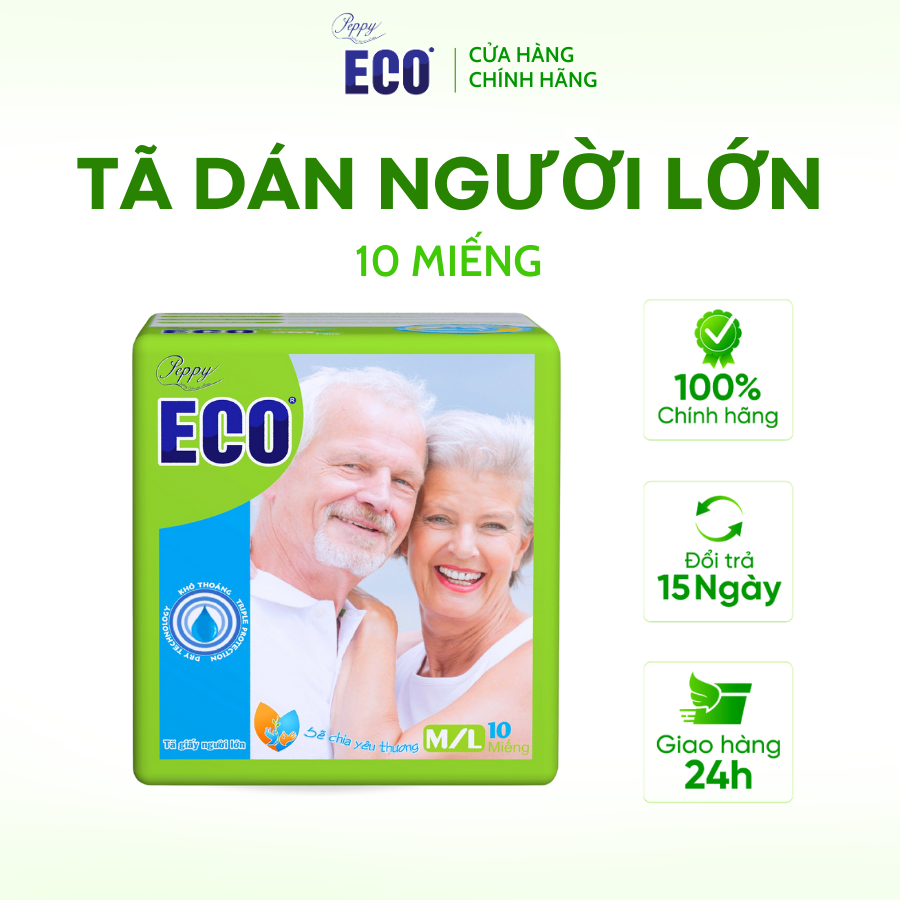 Peppy
ECO
CỬA HÀNG
CHÍNH HÃNG
TÃ DÁN NGƯỜI LỚN
10 MIẾNG
ECO
Peppy
ECO®
KHÔ THOÁNG
TRIPLE PROTECTION
DRY TECHNOLOGY
Tã giấy người lớn
Sẻ chia yêu thương
M/L
10
Miếng
100%
Chính hãng
Đổi trả
15 Ngày
Giao hàng
24h